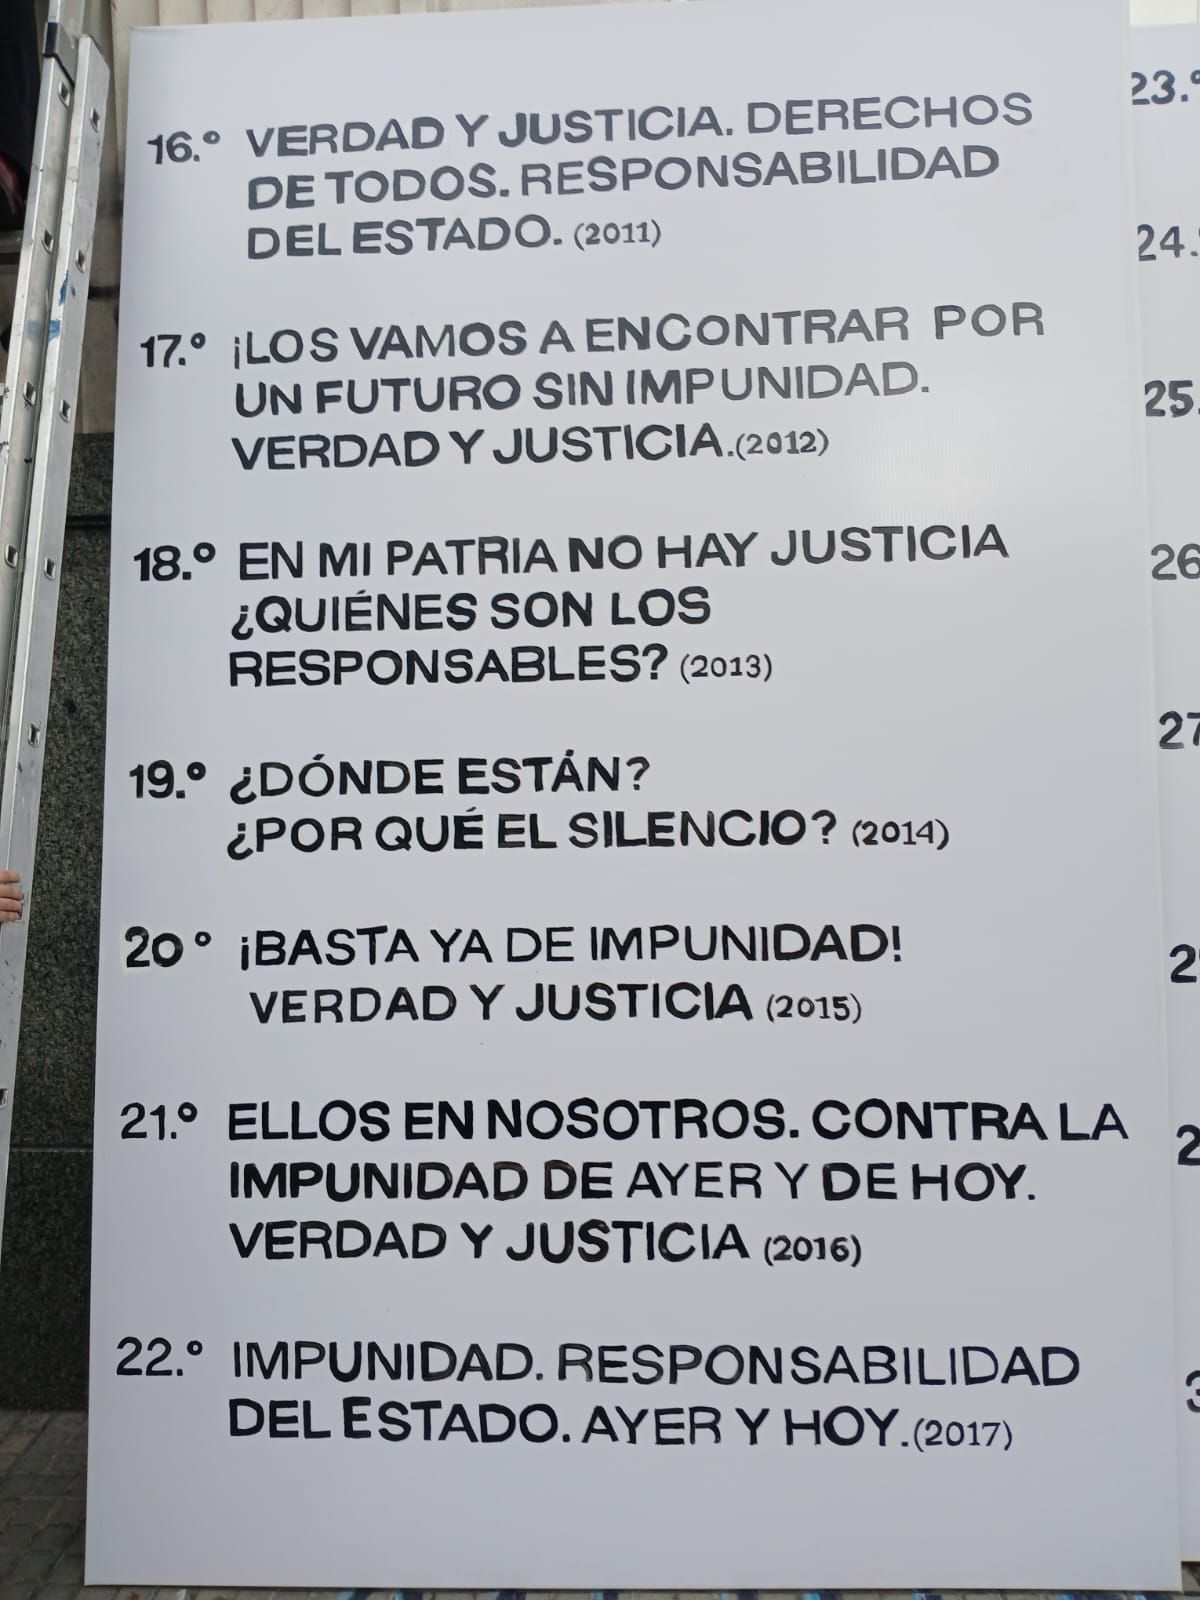 16.º VERDAD Y JUSTICIA. DERECHOS
DE TODOS. RESPONSABILIDAD
DEL ESTADO. (2011)
17.º ¡LOS VAMOS A ENCONTRAR POR
UN FUTURO SIN IMPUNIDAD.
VERDAD Y JUSTICIA.(2012)
18.º EN MI PATRIA NO HAY JUSTICIA
¿QUIÉNES SON LOS
RESPONSABLES? (2013)
19.º ¿DÓNDE ESTÁN?
¿POR QUÉ EL SILENCIO? (2014)
20º ¡BASTA YA DE IMPUNIDAD!
VERDAD Y JUSTICIA (2015)
21.º ELLOS EN NOSOTROS. CONTRA LA
IMPUNIDAD DE AYER Y DE HOY.
VERDAD Y JUSTICIA (2016)
22.º IMPUNIDAD. RESPONSABILIDAD
DEL ESTADO. AYER Y HOY.(2017)
23.º
24.
25.
26
27